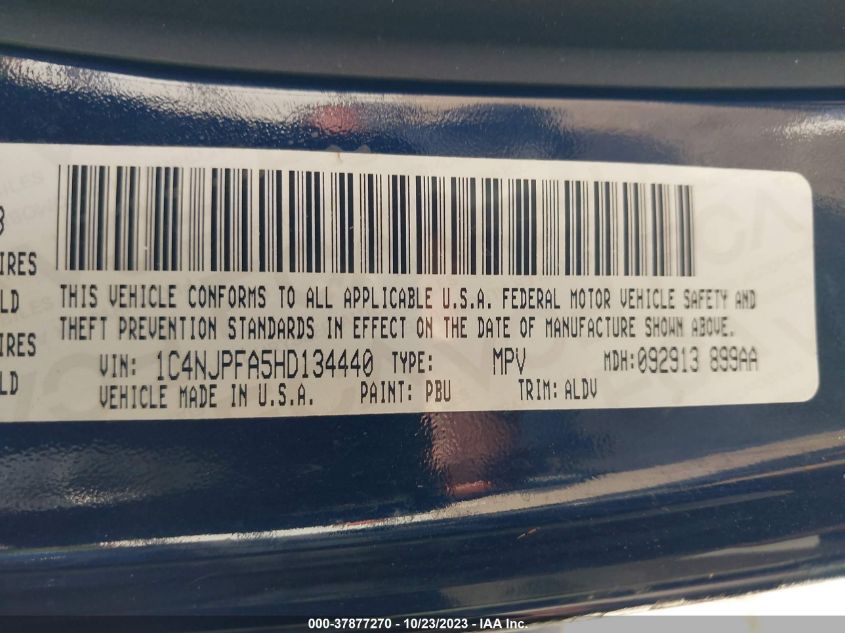 8
IRES
LD
THIS VEHICLE CONFORMS TO ALL APPLICABLE U.S.A. FEDERAL MOTOR VEHICLE SAFETY AND
THEFT PREVENTION STANDARDS IN EFFECT ON THE DATE OF MANUFACTURE SHOWN ABOVE.
IRES
VIN: 1C4NJPFA5HD134440 TYPE: MPV MDH:092913 899AA
LD
VEHICLE MADE IN U.S.A. PAINT: PBU TRIM: ALDV
000-37877270 - 10/23/2023 - IAA Inc.